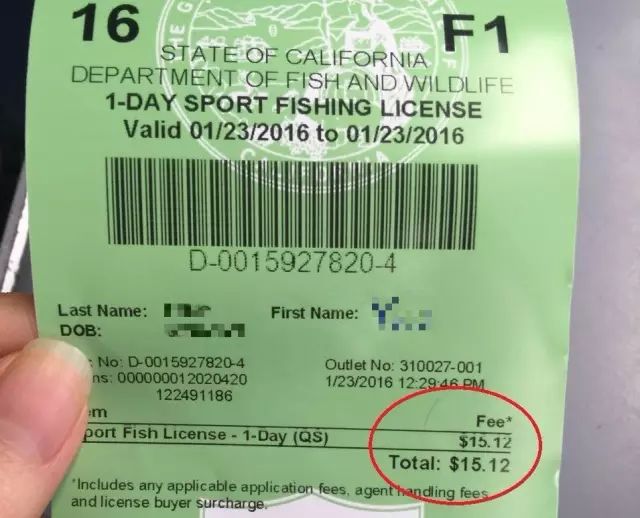 16 F1
STATE OF CALIFORNIA
DEPARTMENT OF FISH AND WILDLIFE
1-DAY SPORT FISHING LICENSE
Valid 01/23/2016 to 01/23/2016
CALIFORNIA
D-0015927820-4
Last Name: First Name:
DOB:
No: D-0015927820-4 Outlet No: 310027-001
ns: 000000012020420 1/23/2016 12:29:46 PM
122491186
em Fee*
port Fish License - 1-Day (QS) $15.12
Total: $15.12
*Includes any applicable application fees, agent handling fees
and license buyer surcharge.